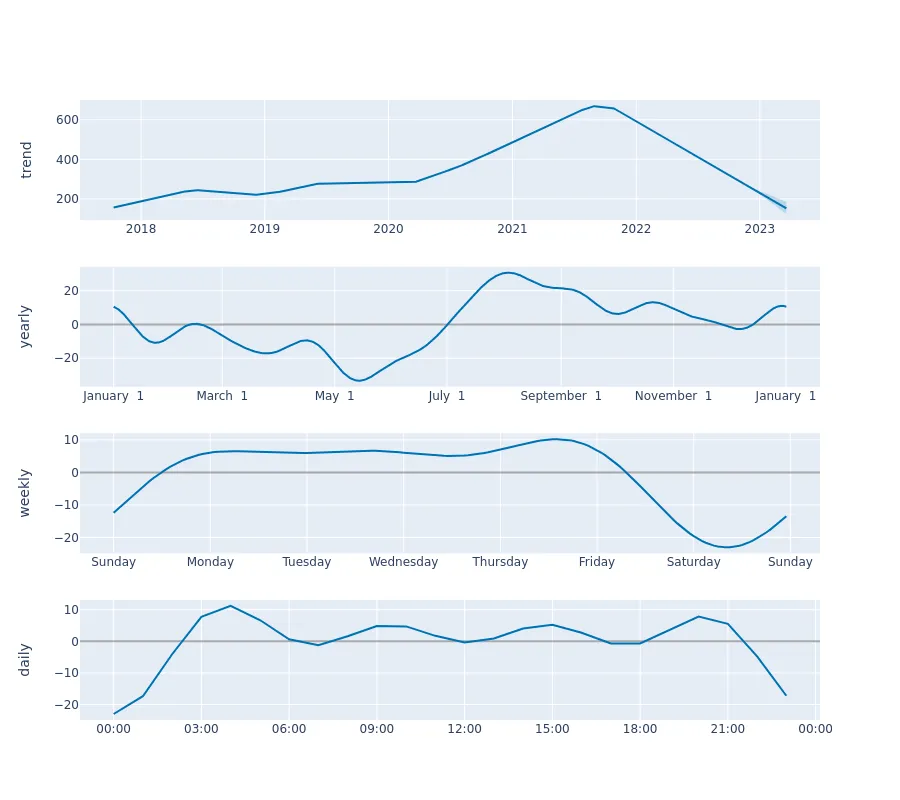 trend
600
400
200
2018 2019 2020 2021 2022 2023
yearly
20
0
−20
January 1 March 1 May 1 July 1 September 1 November 1 January 1
weekly
10
0
−10
−20
Sunday Monday Tuesday Wednesday Thursday Friday Saturday Sunday
daily
10
0
−10
−20
00:00 03:00 06:00 09:00 12:00 15:00 18:00 21:00 00:00